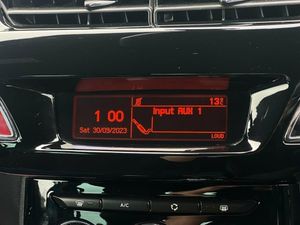 13°
Input AUX 1
1 00
Sat 30/09/2023
LOUD
A/C